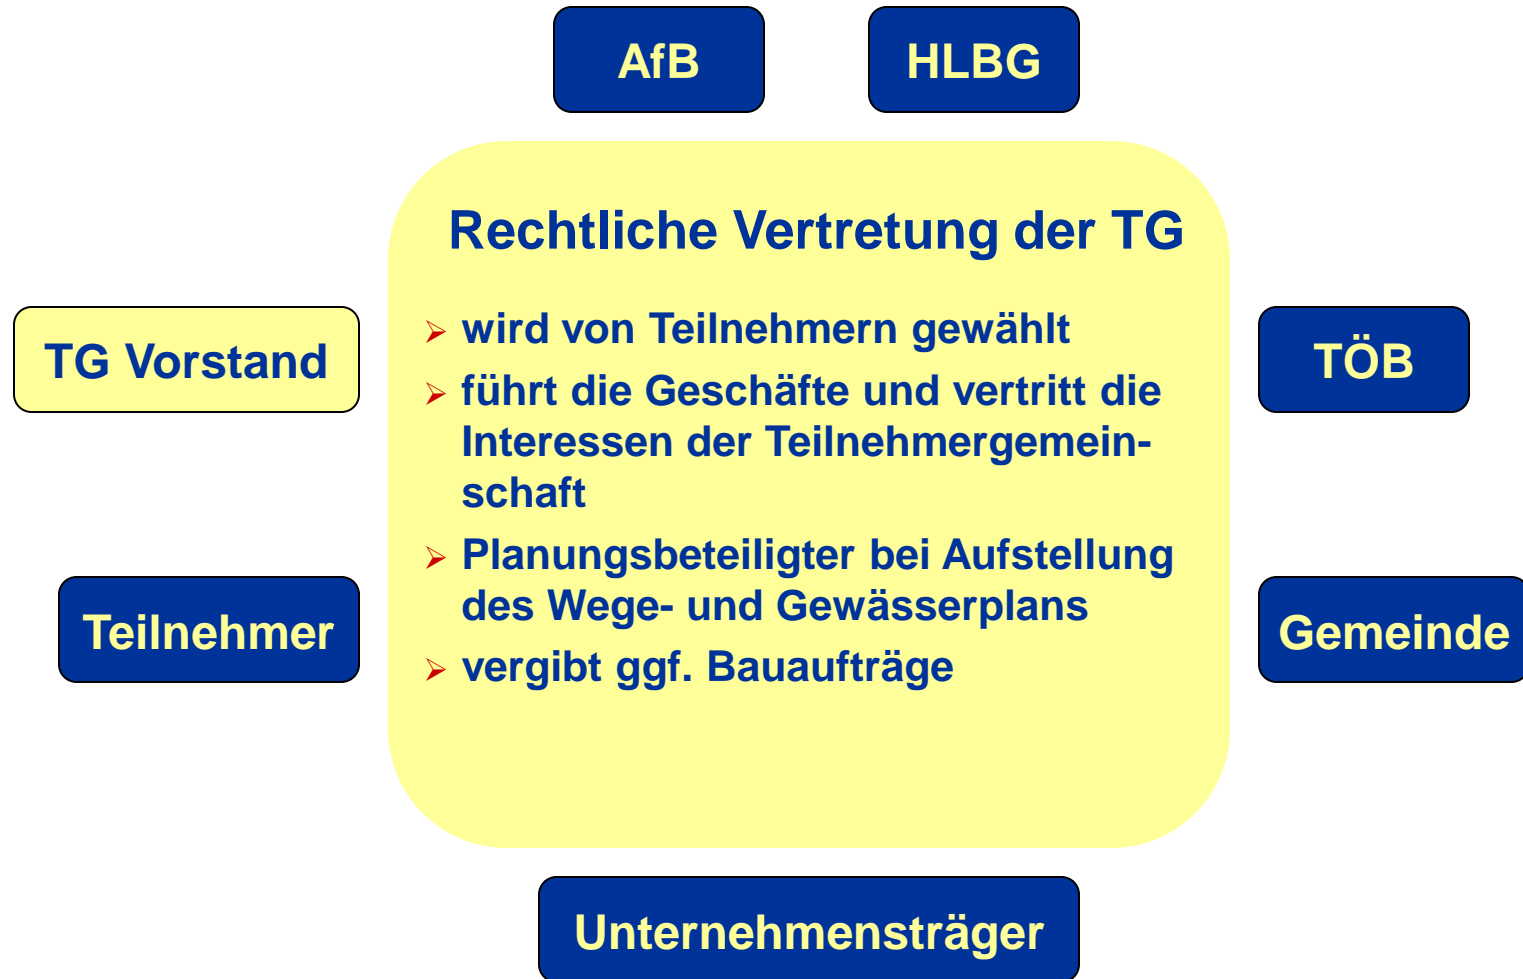 AfB
HLBG
Rechtliche Vertretung der TG
TG Vorstand
➢ wird von Teilnehmern gewählt
➢ führt die Geschäfte und vertritt die
Interessen der Teilnehmergemein-
schaft
➢ Planungsbeteiligter bei Aufstellung
des Wege- und Gewässerplans
➢ vergibt ggf. Bauaufträge
TÖB
Teilnehmer
Gemeinde
Unternehmensträger